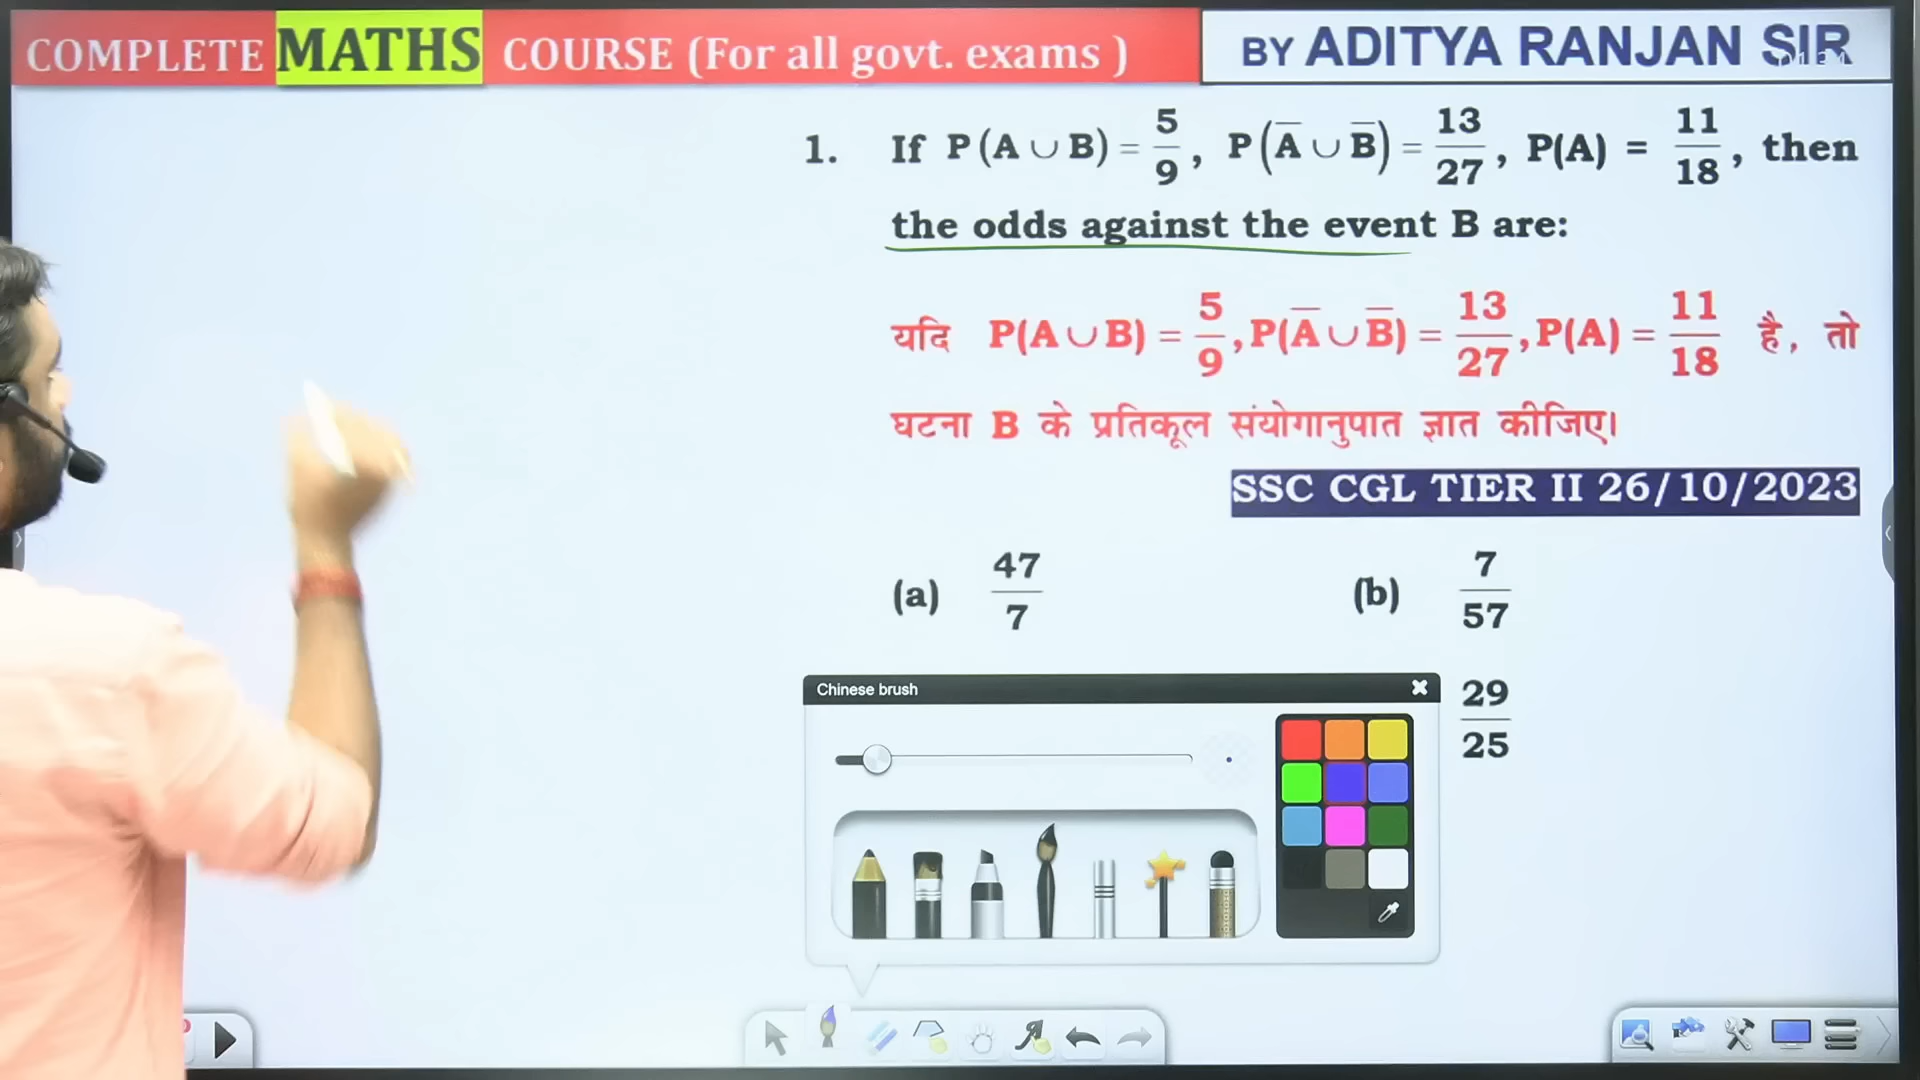 COMPLETE MATHS COURSE (For all govt. exams ) BY ADITYA RANJAN SIR
1. If P(A ∪ B) = 5/9, P(A̅ ∪ B̅) = 13/27, P(A) = 11/18, then
the odds against the event B are:
यदि P(A ∪ B) = 5/9, P(A̅ ∪ B̅) = 13/27, P(A) = 11/18 है, तो
घटना B के प्रतिकूल संयोगानुपात ज्ञात कीजिए।
SSC CGL TIER II 26/10/2023
(a) 47/7 (b) 7/57
29/25
Chinese brush